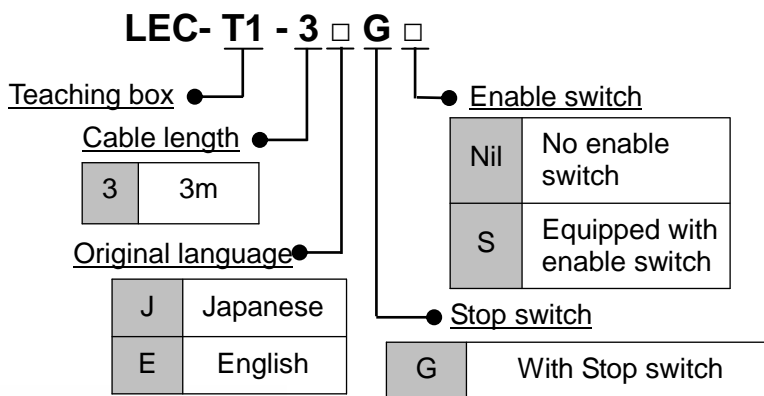 LEC- T1 - 3 □ G □
Teaching box
Cable length
3 3m
Original language
J Japanese
E English
Enable switch
Nil No enable
switch
S Equipped with
enable switch
Stop switch
G With Stop switch